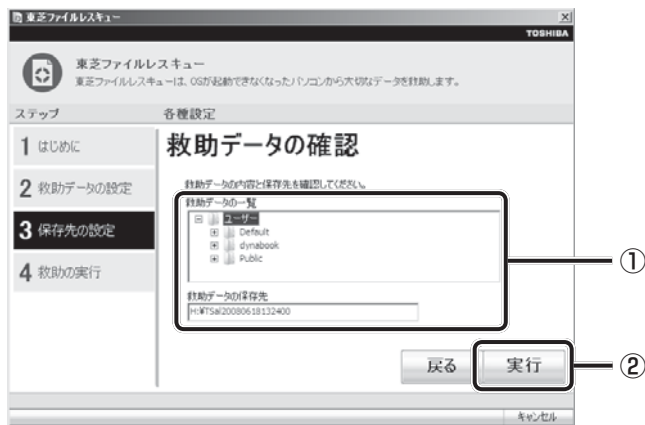 東芝ファイルレスキュー
TOSHIBA
東芝ファイルレスキュー
東芝ファイルレスキューは、OSが起動できなくなったパソコンから大切なデータを救助します。
ステップ
各種設定
1 はじめに
2 救助データの設定
3 保存先の設定
4 救助の実行
救助データの確認
救助データの内容と保存先を確認してください。
救助データの一覧
ユーザー
Default
dynabook
Public
①
救助データの保存先
H:¥TSal20080618132400
戻る
実行
②
キャンセル